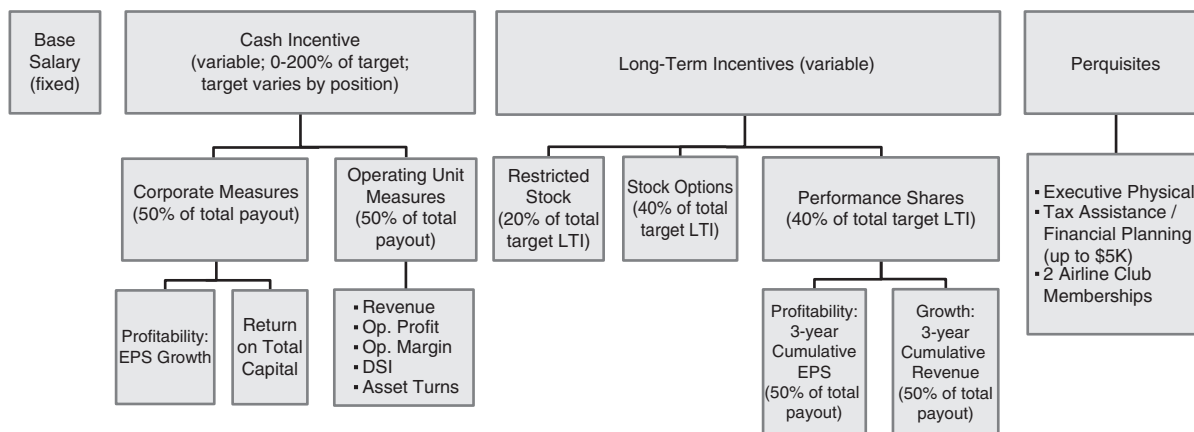 Base
Salary
(fixed)
Cash Incentive
(variable; 0-200% of target;
target varies by position)
Long-Term Incentives (variable)
Perquisites
Corporate Measures
(50% of total payout)
Operating Unit
Measures
(50% of total
payout)
Restricted
Stock
(20% of total
target LTI)
Stock Options
(40% of total
target LTI)
Performance Shares
(40% of total target LTI)
▪ Executive Physical
▪ Tax Assistance /
Financial Planning
(up to $5K)
▪ 2 Airline Club
Memberships
Profitability:
EPS Growth
Return
on Total
Capital
▪ Revenue
▪ Op. Profit
▪ Op. Margin
▪ DSI
▪ Asset Turns
Profitability:
3-year
Cumulative
EPS
(50% of total
payout)
Growth:
3-year
Cumulative
Revenue
(50% of total
payout)